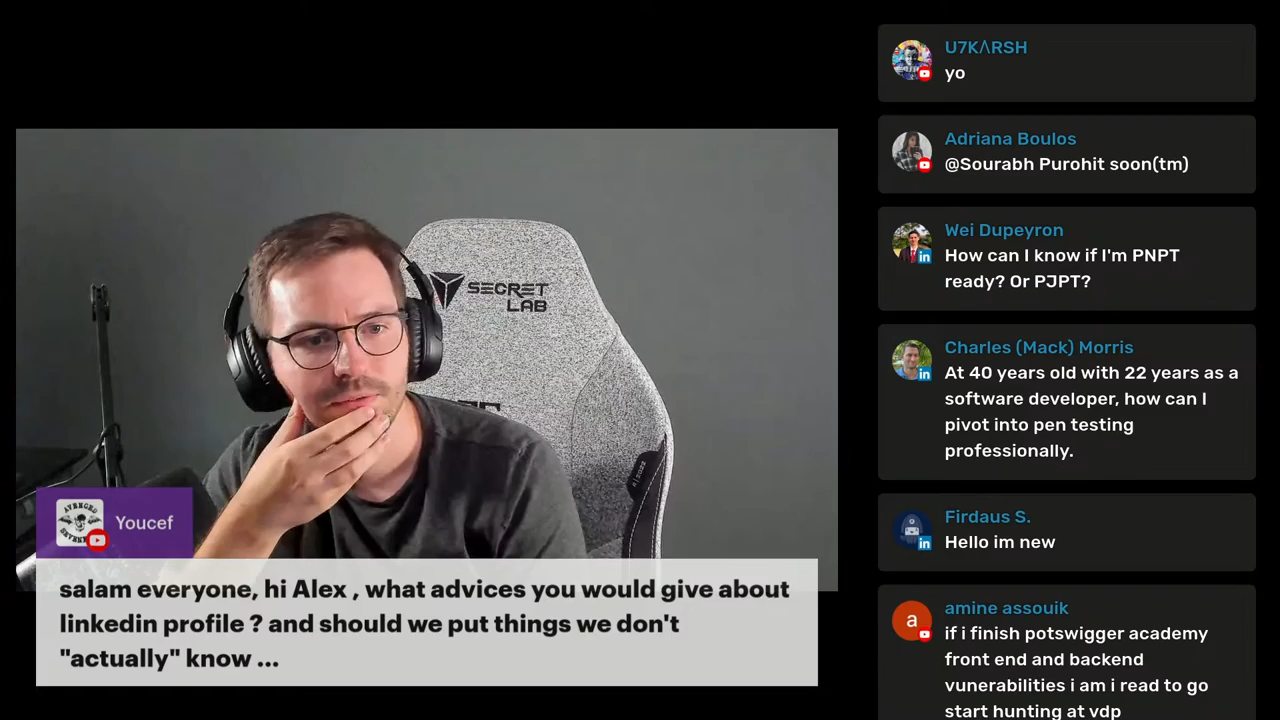 SECRET
LAB
Youcef
salam everyone, hi Alex , what advices you would give about
linkedin profile ? and should we put things we don't
"actually" know ...
U7KΛRSH
yo
Adriana Boulos
@Sourabh Purohit soon(tm)
Wei Dupeyron
How can I know if I'm PNPT
ready? Or PJPT?
Charles (Mack) Morris
At 40 years old with 22 years as a
software developer, how can I
pivot into pen testing
professionally.
Firdaus S.
Hello im new
a
amine assouik
if i finish potswigger academy
front end and backend
vunerabilities i am i read to go
start hunting at vdp